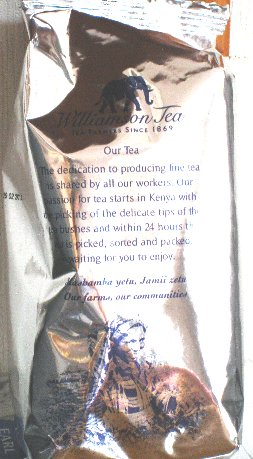 Williamson Tea
TEA FARMERS SINCE 1869
Our Tea
The dedication to producing fine tea
is shared by all our workers. Our
passion for tea starts in Kenya with
the picking of the delicate tips of the
bushes and within 24 hours
is picked, sorted and packed
waiting for you to enjoy.
Mashamba yetu, Jamii zetu
Our farms, our communities
EARL